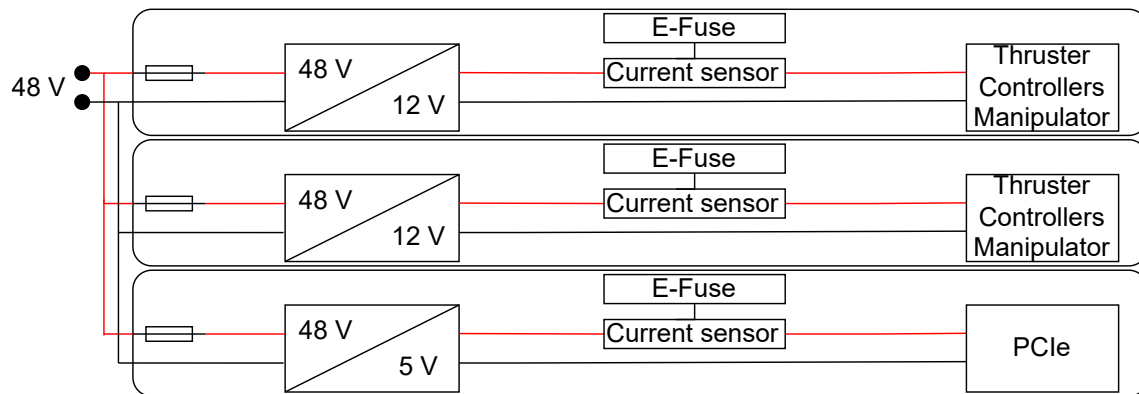 E-Fuse
48 V
48 V
12 V
Current sensor
Thruster
Controllers
Manipulator
E-Fuse
48 V
12 V
Current sensor
Thruster
Controllers
Manipulator
E-Fuse
48 V
5 V
Current sensor
PCIe